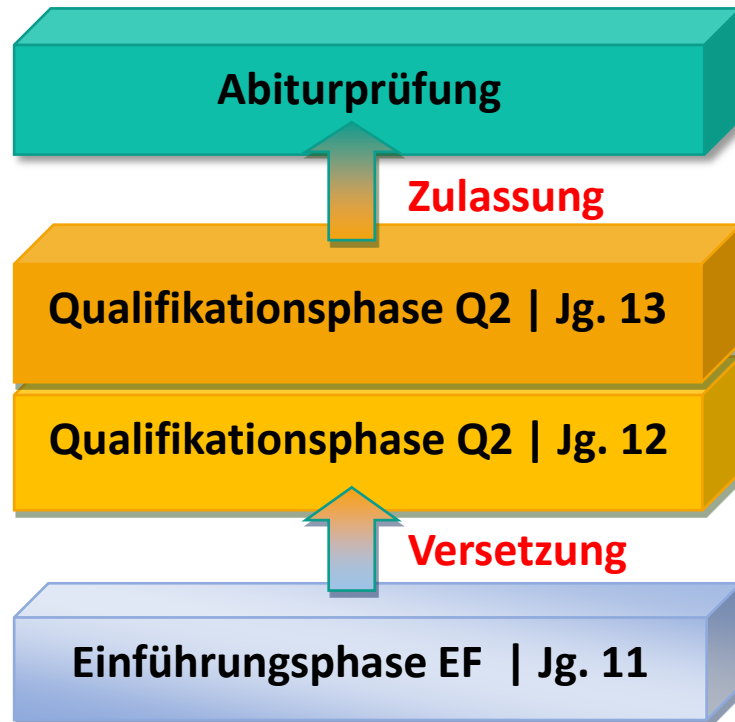 Abiturprüfung
Zulassung
Qualifikationsphase Q2 | Jg. 13
Qualifikationsphase Q2 | Jg. 12
Versetzung
Einführungsphase EF | Jg. 11